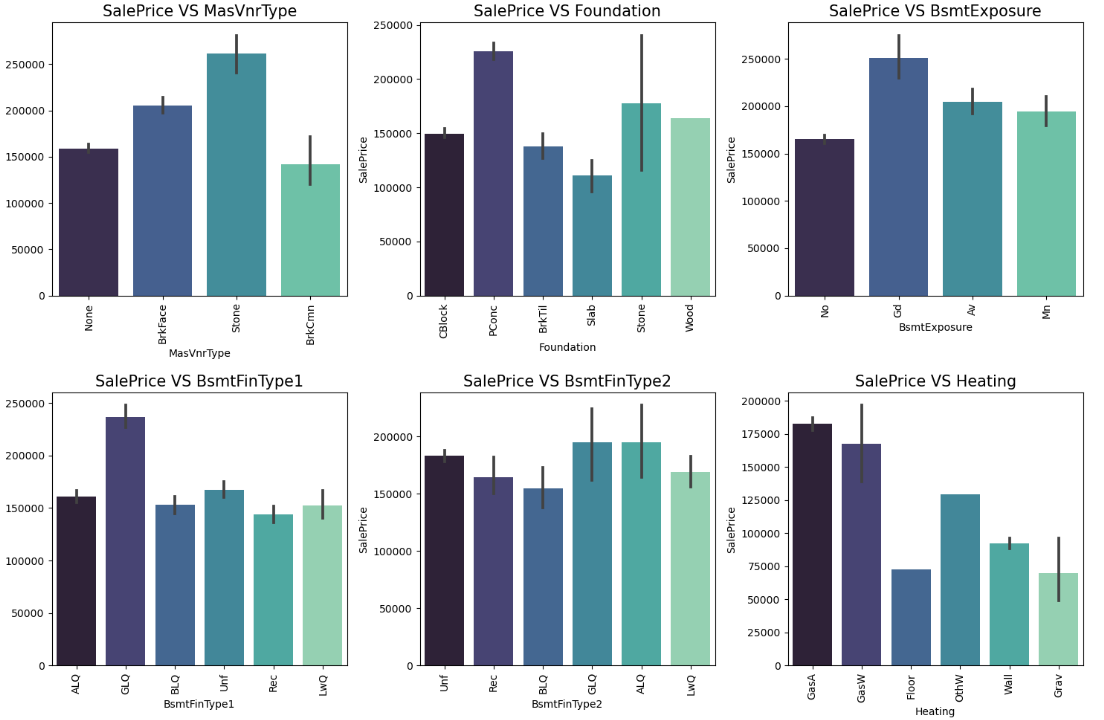 SalePrice VS MasVnrType
250000
200000
150000
100000
50000
0
None
BrkFace
Stone
BrkCmn
MasVnrType
SalePrice VS Foundation
SalePrice
250000
200000
150000
100000
50000
0
CBlock
PConc
BrkTil
Slab
Stone
Wood
Foundation
SalePrice VS BsmtExposure
SalePrice
250000
200000
150000
100000
50000
0
No
Gd
Av
Mn
BsmtExposure
SalePrice VS BsmtFinType1
250000
200000
150000
100000
50000
0
ALQ
GLQ
BLQ
Unf
Rec
LwQ
BsmtFinType1
SalePrice VS BsmtFinType2
SalePrice
200000
150000
100000
50000
0
Unf
Rec
BLQ
GLQ
ALQ
LwQ
BsmtFinType2
SalePrice VS Heating
SalePrice
200000
175000
150000
125000
100000
75000
50000
25000
0
GasA
GasW
Floor
OthW
Wall
Grav
Heating